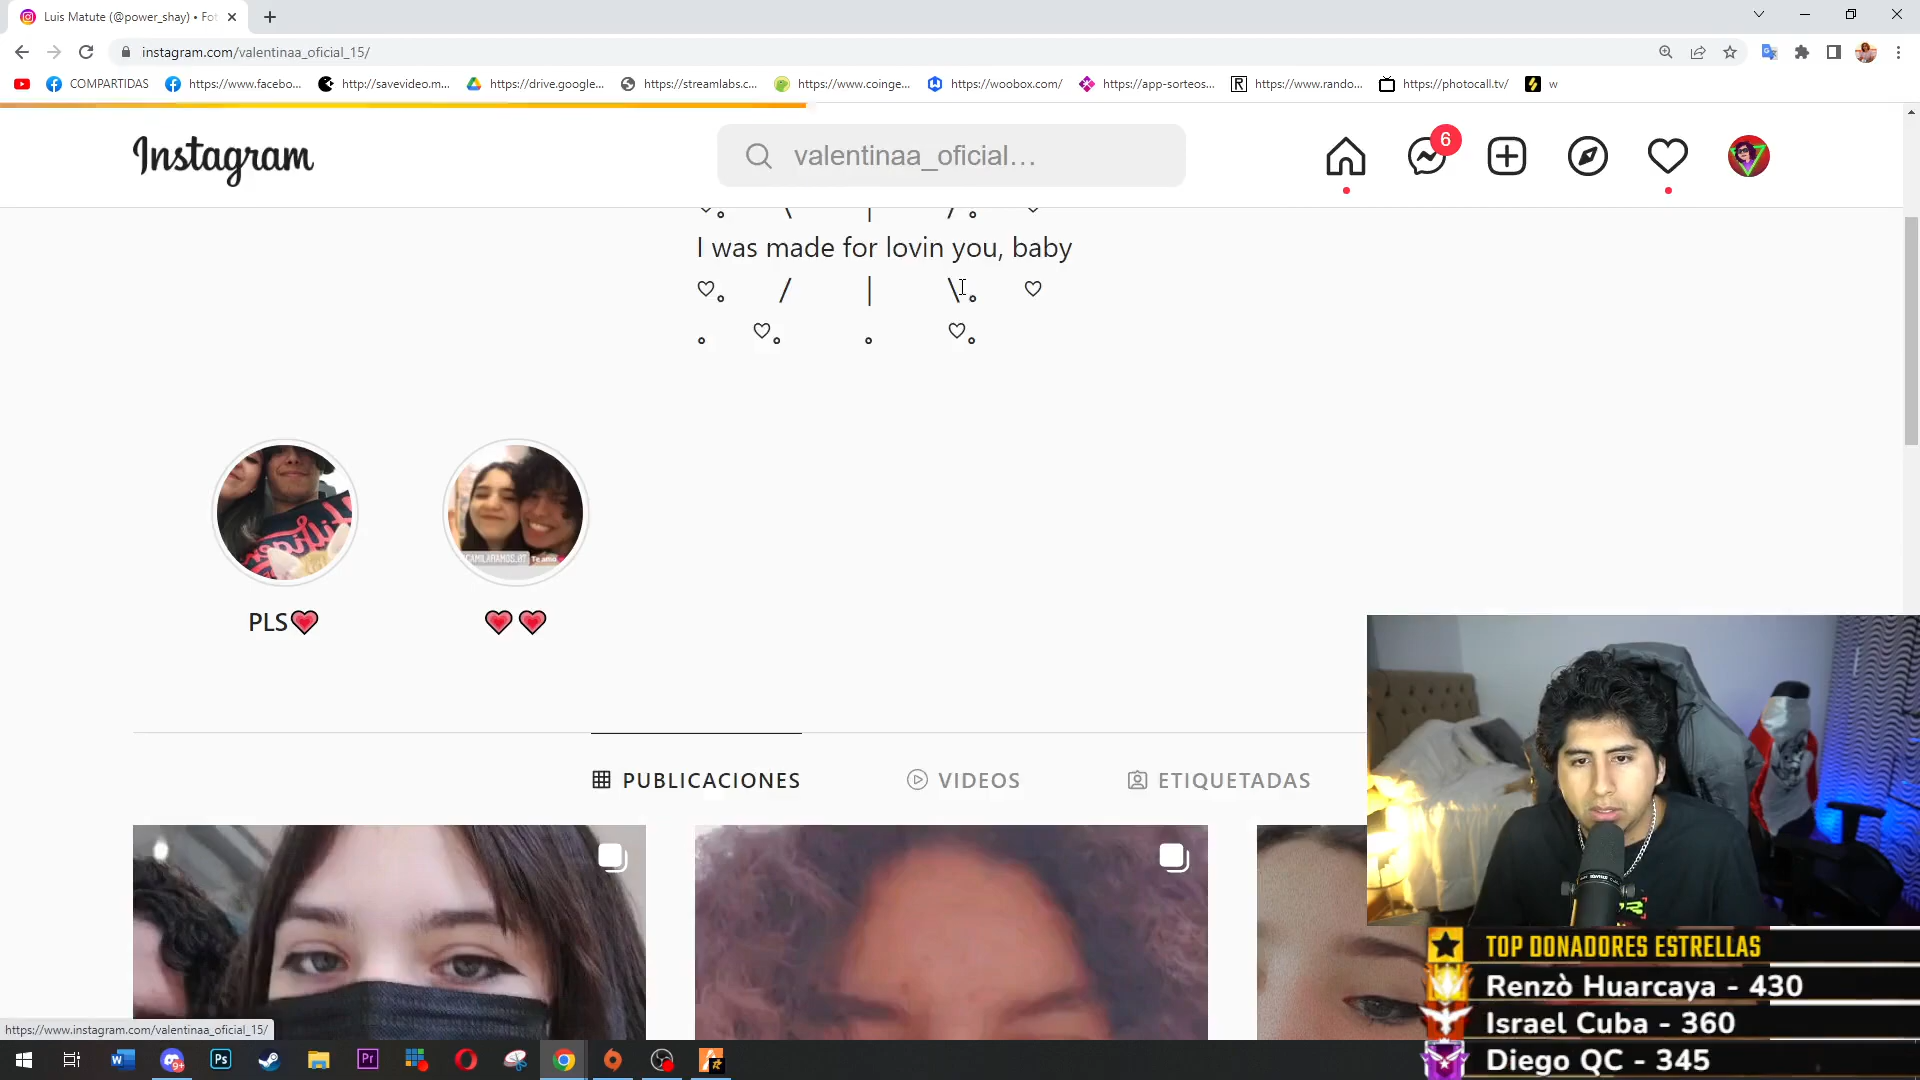 Luis Matute (@power_shay) • Fot
instagram.com/valentinaa_oficial_15/
COMPARTIDAS
https://www.facebo...
http://savevideo.m...
https://drive.google...
https://streamlabs.c...
https://www.coinge...
https://woobox.com/
https://app-sorteos...
https://www.rando...
https://photocall.tv/
w
Instagram
valentinaa_oficial...
6
I was made for lovin you, baby
♡。 / | \。 ♡
。 ♡。 。 ♡。
CAMILARAMOS_07 Te amo
PLS💗
💗💗
PUBLICACIONES
VIDEOS
ETIQUETADAS
https://www.instagram.com/valentinaa_oficial_15/
TOP DONADORES ESTRELLAS
Renzò Huarcaya - 430
Israel Cuba - 360
Diego QC - 345